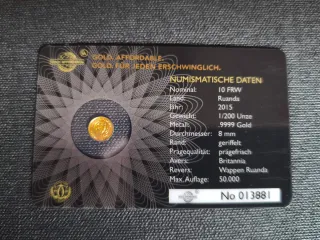 GOLD. AFFORDABLE.
GOLD. FÜR JEDEN ERSCHWINGLICH.
NUMISMATISCHE DATEN
Nominal: 10 FRW
Land: Ruanda
Jahr: 2015
Gewicht: 1/200 Unze
Metall: .9999 Gold
Durchmesser: 8 mm
Rand: geriffelt
Prägequalität: prägefrisch
Avers: Britannia
Revers: Wappen Ruanda
Max. Auflage: 50.000
No 013881